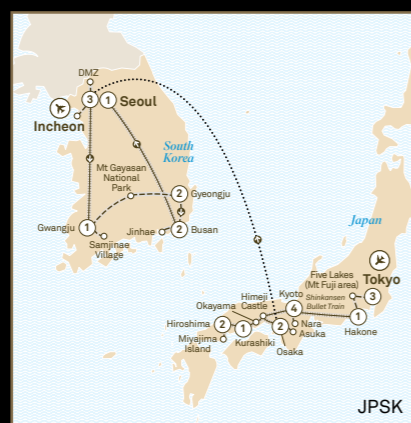 DMZ
3
1
Seoul
Incheon
South
Korea
Mt Gayasan
National
Park
2
Gyeongju
Gwangju
1
Samjinae
Village
Jinhae
2
Busan
Japan
Five Lakes
(Mt Fuji area)
Tokyo
Shinkansen
Bullet Train
3
Kyoto
4
Himeji
Castle
Okayama
Hiroshima
2
1
2
Nara
Asuka
1
Hakone
Miyajima
Island
Kurashiki
Osaka
JPSK